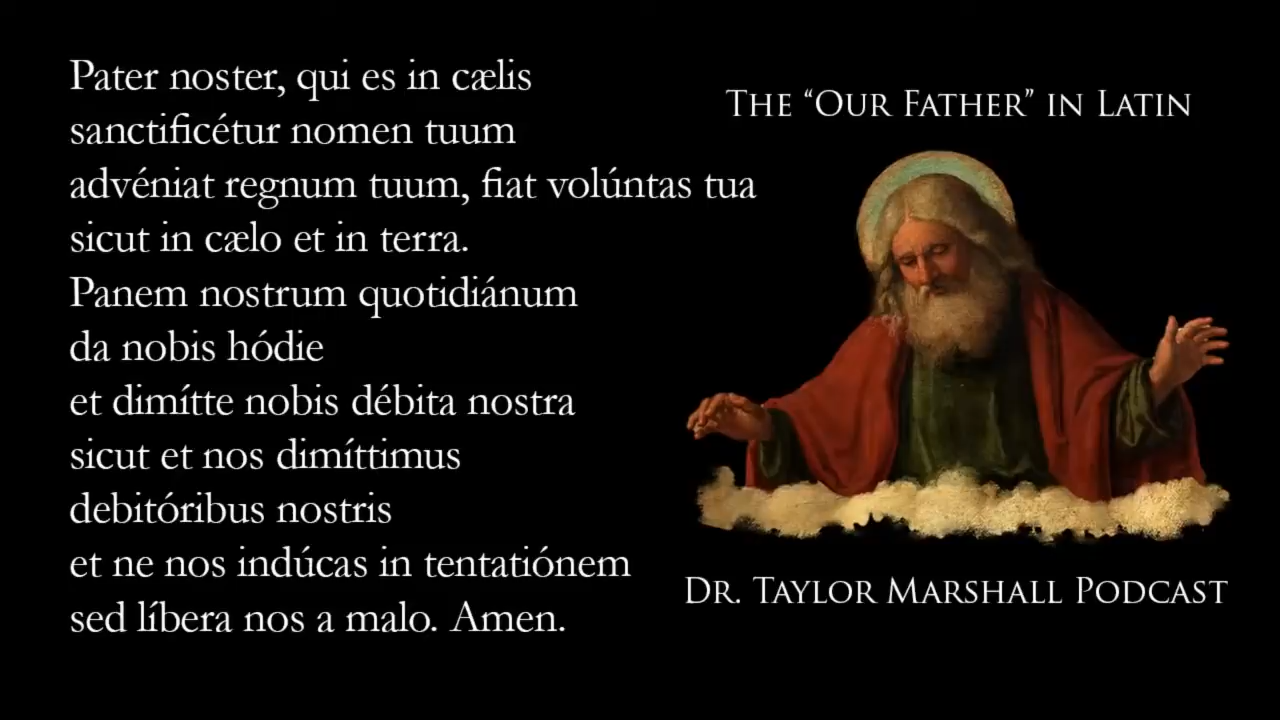 Pater noster, qui es in cælis
sanctificétur nomen tuum
advéniat regnum tuum, fiat volúntas tua
sicut in cælo et in terra.
Panem nostrum quotidiánum
da nobis hódie
et dimítte nobis débita nostra
sicut et nos dimíttimus
debitóribus nostris
et ne nos indúcas in tentatiónem
sed líbera nos a malo. Amen.
The “Our Father” in Latin
Dr. Taylor Marshall Podcast